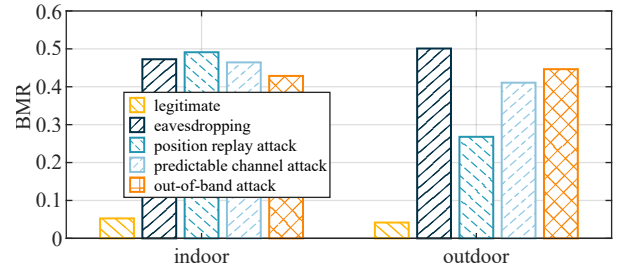 0.6
0.5
0.4
0.3
0.2
0.1
0
BMR
legitimate
eavesdropping
position replay attack
predictable channel attack
out-of-band attack
indoor outdoor